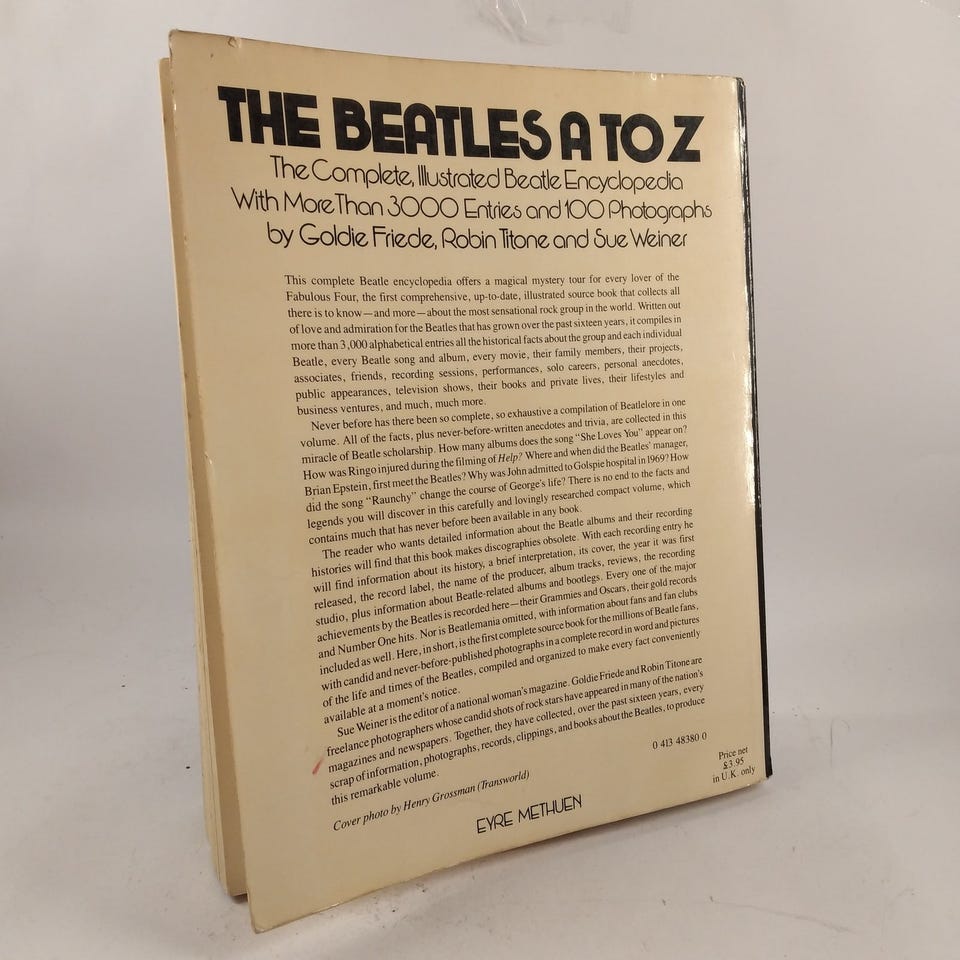 THE BEATLES A TO Z
The Complete, Illustrated Beatle Encyclopedia
With More Than 3000 Entries and 100 Photographs
by Goldie Friede, Robin Titone and Sue Weiner
This complete Beatle encyclopedia offers a magical mystery tour for every lover of the
Fabulous Four, the first comprehensive, up-to-date, illustrated source book that collects all
there is to know—and more—about the most sensational rock group in the world. Written out
of love and admiration for the Beatles that has grown over the past sixteen years, it compiles in
more than 3,000 alphabetical entries all the historical facts about the group and each individual
Beatle, every Beatle song and album, every movie, their family members, their projects,
associates, friends, recording sessions, performances, solo careers, personal anecdotes,
public appearances, television shows, their books and private lives, their lifestyles and
business ventures, and much, much more.
Never before has there been so complete, so exhaustive a compilation of Beatlelore in one
volume. All of the facts, plus never-before-written anecdotes and trivia, are collected in this
miracle of Beatle scholarship. How many albums does the song "She Loves You" appear on?
How was Ringo injured during the filming of Help? Where and when did the Beatles' manager,
Brian Epstein, first meet the Beatles? Why was John admitted to Golspie hospital in 1969? How
did the song "Raunchy" change the course of George's life? There is no end to the facts and
legends you will discover in this carefully and lovingly researched compact volume, which
contains much that has never before been available in any book.
The reader who wants detailed information about the Beatle albums and their recording
histories will find that this book makes discographies obsolete. With each recording entry he
will find information about its history, a brief interpretation, its cover, the year it was first
released, the record label, the name of the producer, album tracks, reviews, the recording
studio, plus information about Beatle-related albums and bootlegs. Every one of the major
achievements by the Beatles is recorded here—their Grammies and Oscars, their gold records
and Number One hits. Nor is Beatlemania omitted, with information about fans and fan clubs
included as well. Here, in short, is the first complete source book for the millions of Beatle fans,
with candid and never-before-published photographs in a complete record in word and pictures
of the life and times of the Beatles, compiled and organized to make every fact conveniently
available at a moment's notice.
Sue Weiner is the editor of a national woman's magazine. Goldie Friede and Robin Titone are
freelance photographers whose candid shots of rock stars have appeared in many of the nation's
magazines and newspapers. Together, they have collected, over the past sixteen years, every
scrap of information, photographs, records, clippings, and books about the Beatles, to produce
this remarkable volume.
0 413 48380 0
Cover photo by Henry Grossman (Transworld)
Price net
£3.95
in U.K. only
EYRE METHUEN